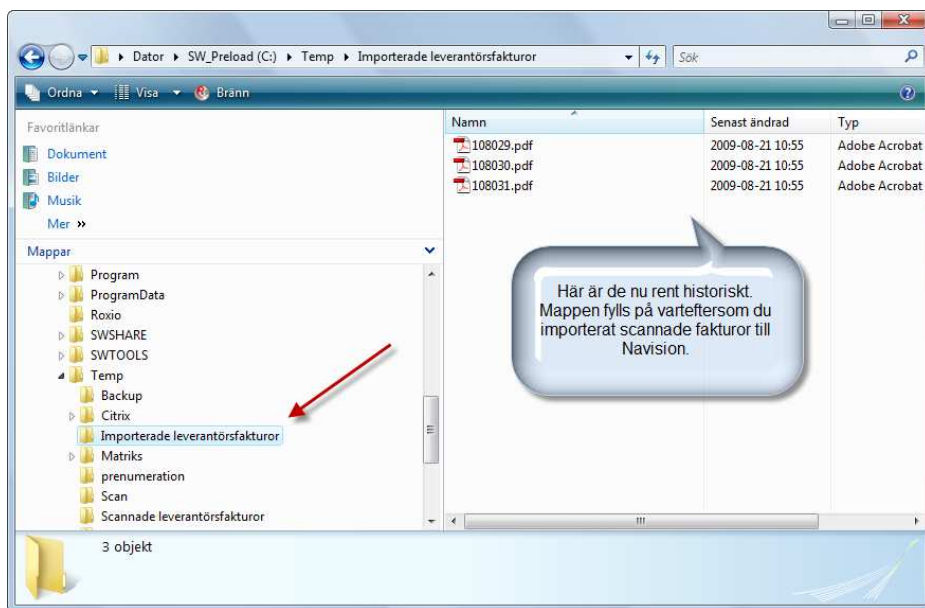 Dator ▸ SW_Preload (C:) ▸ Temp ▸ Importerade leverantörsfakturor
Sök
Ordna Visa Bränn
Favoritlänkar
Dokument
Bilder
Musik
Mer »
Mappar
Program
ProgramData
Roxio
SWSHARE
SWTOOLS
Temp
Backup
Citrix
Importerade leverantörsfakturor
Matriks
prenumeration
Scan
Scannade leverantörsfakturor
Namn Senast ändrad Typ
108029.pdf 2009-08-21 10:55 Adobe Acrobat
108030.pdf 2009-08-21 10:55 Adobe Acrobat
108031.pdf 2009-08-21 10:55 Adobe Acrobat
Här är de nu rent historiskt.
Mappen fylls på varteftersom du
importerat scannade fakturor till
Navision.
3 objekt